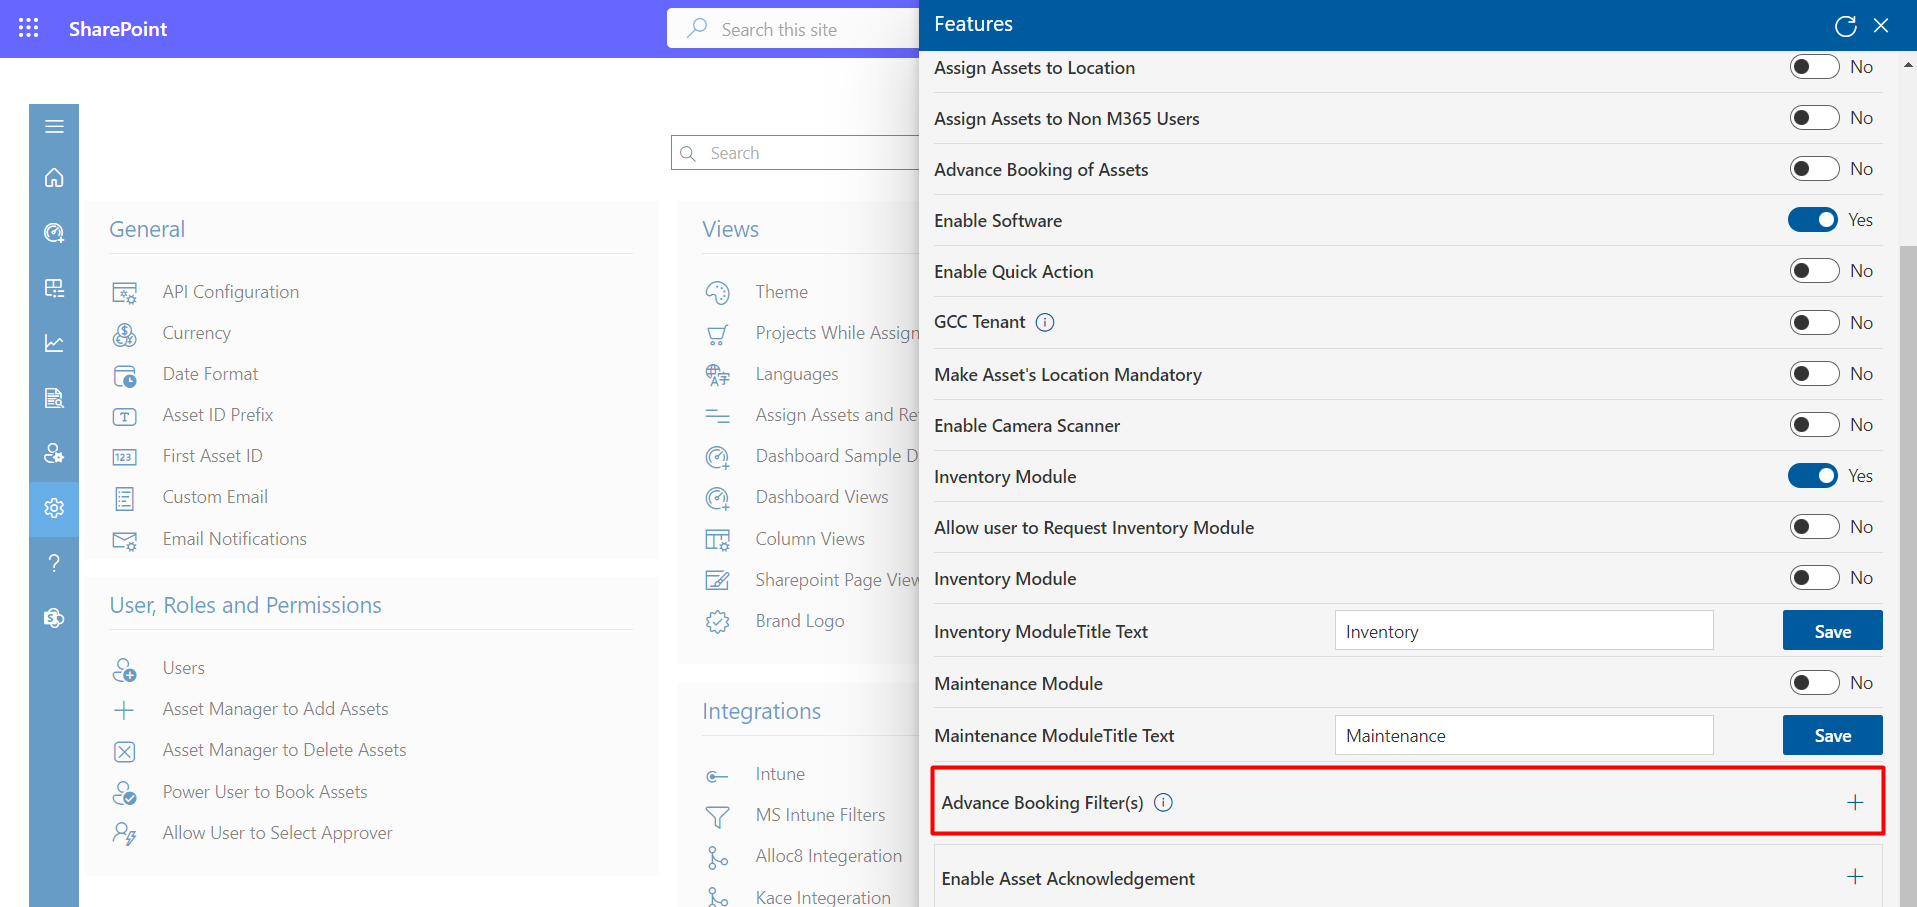 SharePoint
Search this site
Search
General
API Configuration
Currency
Date Format
Asset ID Prefix
First Asset ID
Custom Email
Email Notifications
User, Roles and Permissions
Users
Asset Manager to Add Assets
Asset Manager to Delete Assets
Power User to Book Assets
Allow User to Select Approver
Views
Theme
Projects While Assign
Languages
Assign Assets and Re
Dashboard Sample D
Dashboard Views
Column Views
Sharepoint Page View
Brand Logo
Integrations
Intune
MS Intune Filters
Alloc8 Integeration
Kace Integeration
Features
Assign Assets to Location No
Assign Assets to Non M365 Users No
Advance Booking of Assets No
Enable Software Yes
Enable Quick Action No
GCC Tenant No
Make Asset's Location Mandatory No
Enable Camera Scanner No
Inventory Module Yes
Allow user to Request Inventory Module No
Inventory Module No
Inventory ModuleTitle Text Inventory Save
Maintenance Module No
Maintenance ModuleTitle Text Maintenance Save
Advance Booking Filter(s)
Enable Asset Acknowledgement